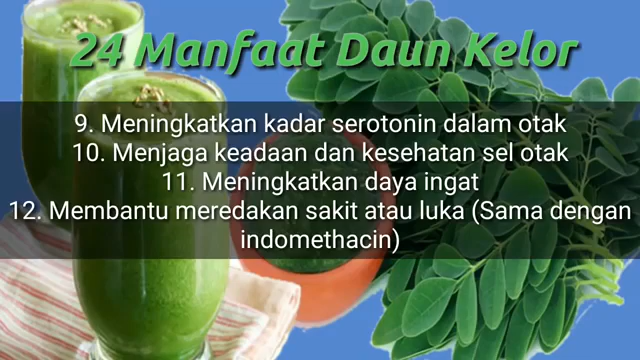 24 Manfaat Daun Kelor
9. Meningkatkan kadar serotonin dalam otak
10. Menjaga keadaan dan kesehatan sel otak
11. Meningkatkan daya ingat
12. Membantu meredakan sakit atau luka (Sama dengan
indomethacin)